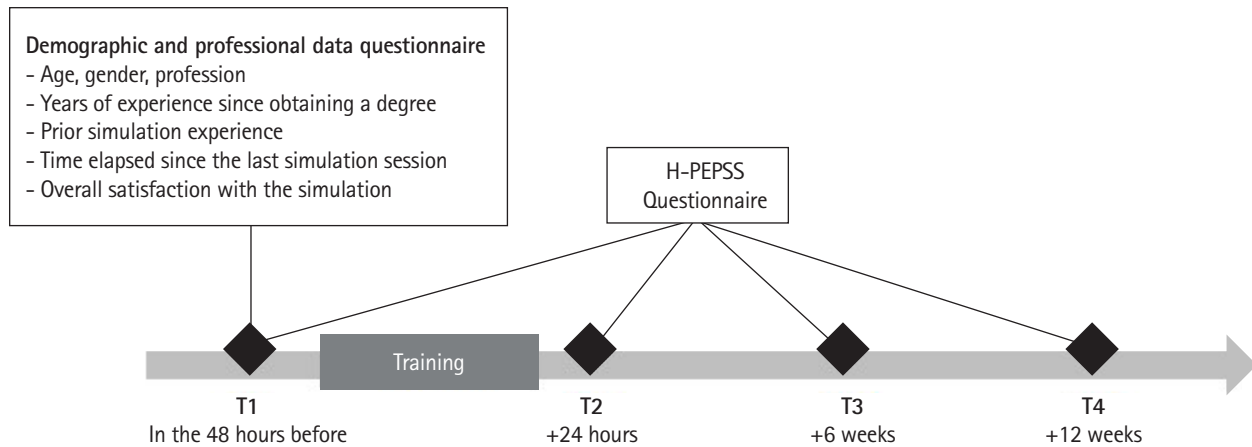 Demographic and professional data questionnaire
- Age, gender, profession
- Years of experience since obtaining a degree
- Prior simulation experience
- Time elapsed since the last simulation session
- Overall satisfaction with the simulation
H-PEPSS
Questionnaire
Training
T1
In the 48 hours before
T2
+24 hours
T3
+6 weeks
T4
+12 weeks